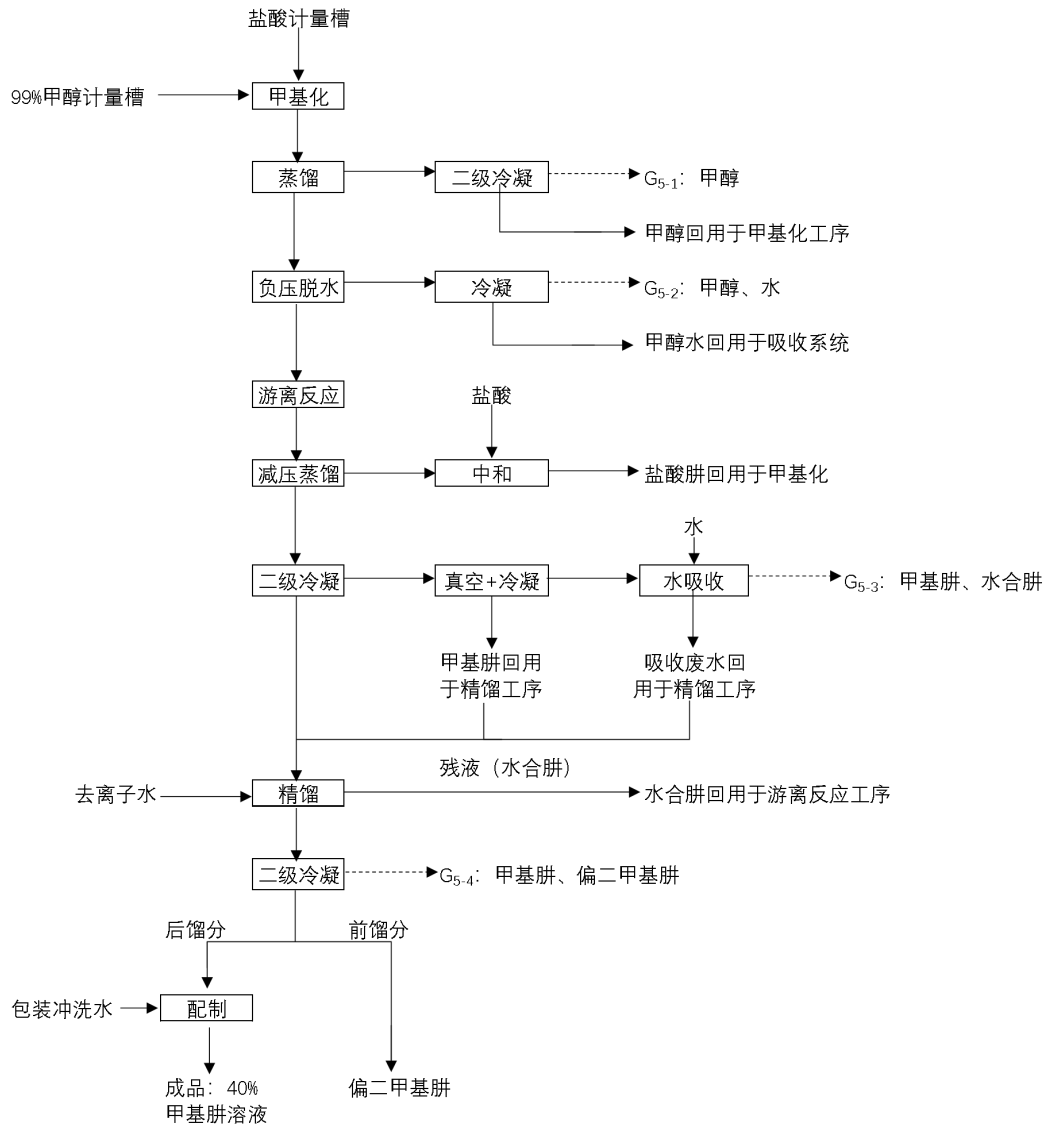 盐酸计量槽
99%甲醇计量槽
甲基化
蒸馏
二级冷凝
G5-1：甲醇
甲醇回用于甲基化工序
负压脱水
冷凝
G5-2：甲醇、水
甲醇水回用于吸收系统
游离反应
盐酸
减压蒸馏
中和
盐酸肼回用于甲基化
水
二级冷凝
真空+冷凝
水吸收
G5-3：甲基肼、水合肼
甲基肼回用
于精馏工序
吸收废水回
用于精馏工序
残液（水合肼）
去离子水
精馏
水合肼回用于游离反应工序
二级冷凝
G5-4：甲基肼、偏二甲基肼
后馏分
前馏分
包装冲洗水
配制
成品：40%
甲基肼溶液
偏二甲基肼